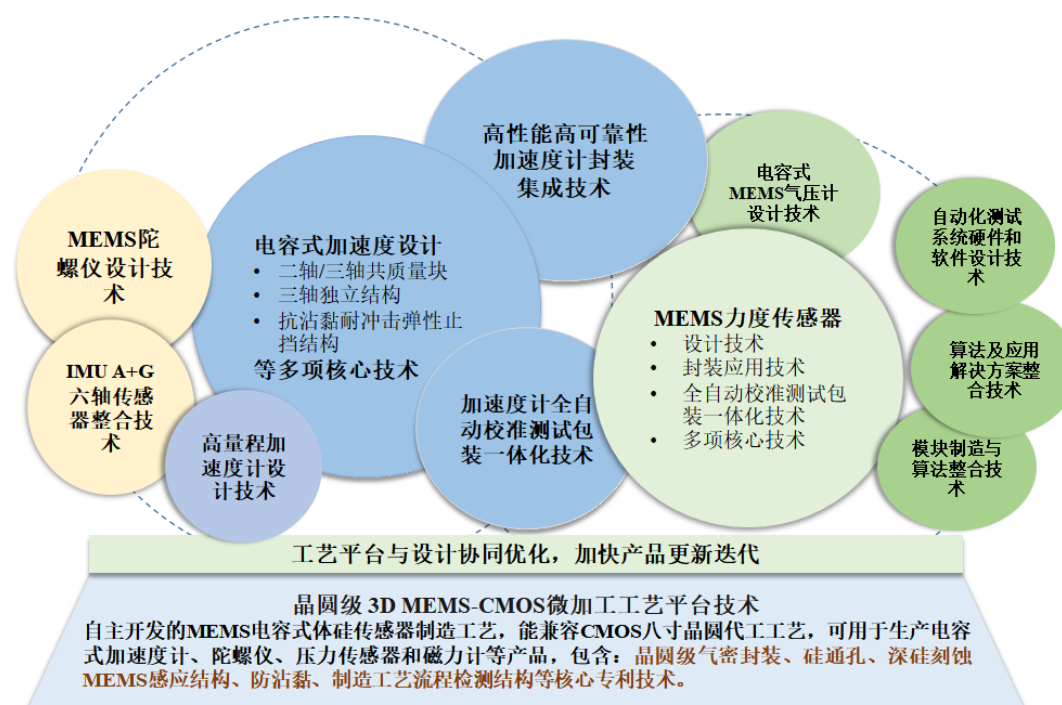 高性能高可靠性
加速度计封装
集成技术
电容式
MEMS气压计
设计技术
自动化测试
系统硬件和
软件设计技
术
MEMS陀
螺仪设计技
术
电容式加速度设计
• 二轴/三轴共质量块
• 三轴独立结构
• 抗沾黏耐冲击弹性止
挡结构
等多项核心技术
MEMS力度传感器
• 设计技术
• 封装应用技术
• 全自动校准测试包
装一体化技术
• 多项核心技术
算法及应用
解决方案整
合技术
IMU A+G
六轴传感
器整合技
术
加速度计全自
动校准测试包
装一体化技术
高量程加
速度计设
计技术
模块制造与
算法整合技
术
工艺平台与设计协同优化，加快产品更新迭代
晶圆级 3D MEMS-CMOS微加工工艺平台技术
自主开发的MEMS电容式体硅传感器制造工艺，能兼容CMOS八寸晶圆代工工艺，可用于生产电容
式加速度计、陀螺仪、压力传感器和磁力计等产品，包含：晶圆级气密封装、硅通孔、深硅刻蚀
MEMS感应结构、防沾黏、制造工艺流程检测结构等核心专利技术。